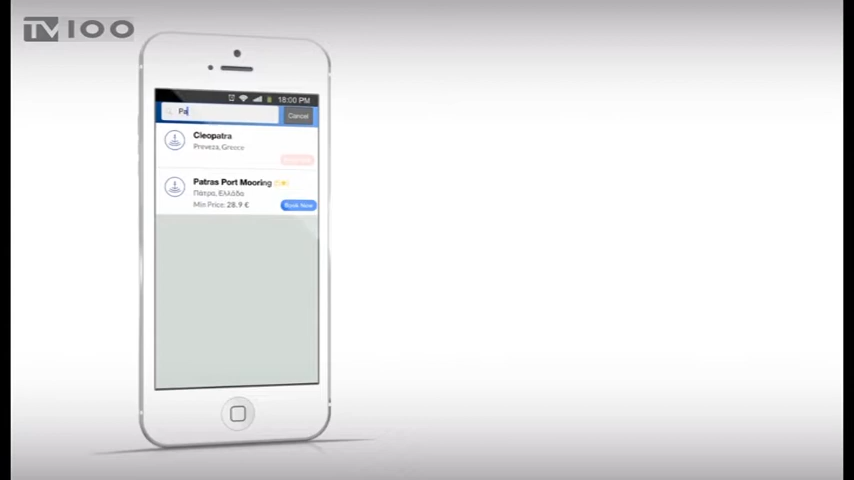 TV100
18:00 PM
Pa
Cancel
Cleopatra
Preveza, Greece
Patras Port Mooring
Πάτρα, Ελλάδα
Min Price: 28.9 €
Book Now